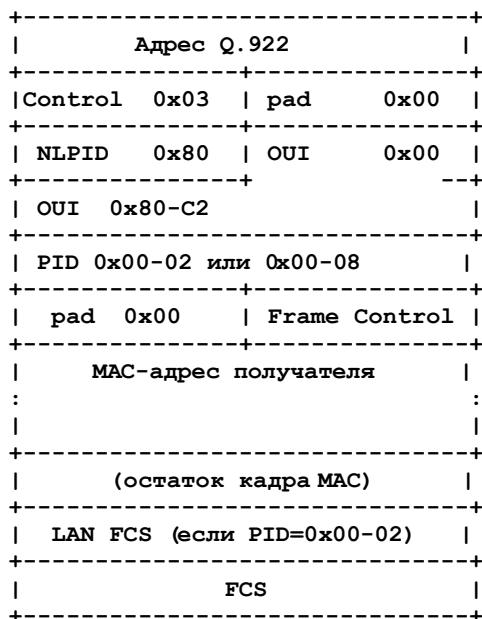 Адрес Q.922
Control 0x03 | pad 0x00
NLPID 0x80 | OUI 0x00
OUI 0x80-C2
PID 0x00-02 или 0x00-08
pad 0x00 | Frame Control
MAC-адрес получателя
(остаток кадра MAC)
LAN FCS (если PID=0x00-02)
FCS